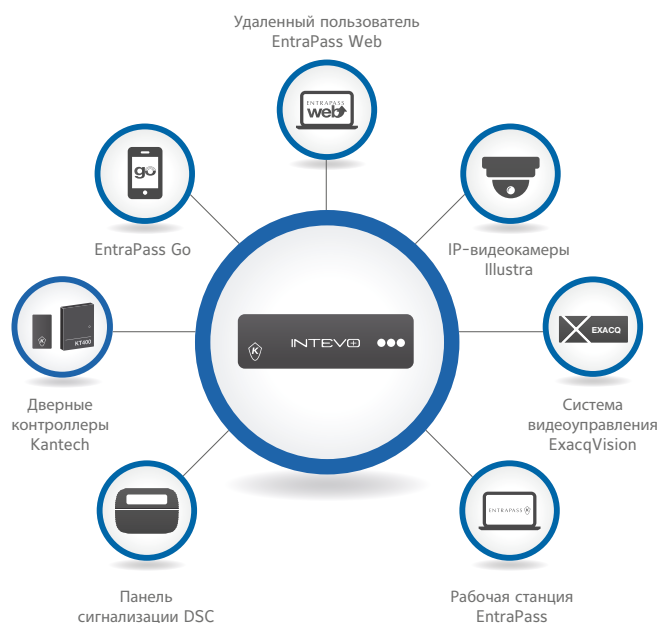 Удаленный пользователь
EntraPass Web
ENTRAPASS
web
go
EntraPass Go
IP-видеокамеры
Illustra
KT400
INTEVO
K
EXACQ
Дверные
контроллеры
Kantech
Система
видеоуправления
ExacqVision
ENTRAPASS
Панель
сигнализации DSC
Рабочая станция
EntraPass